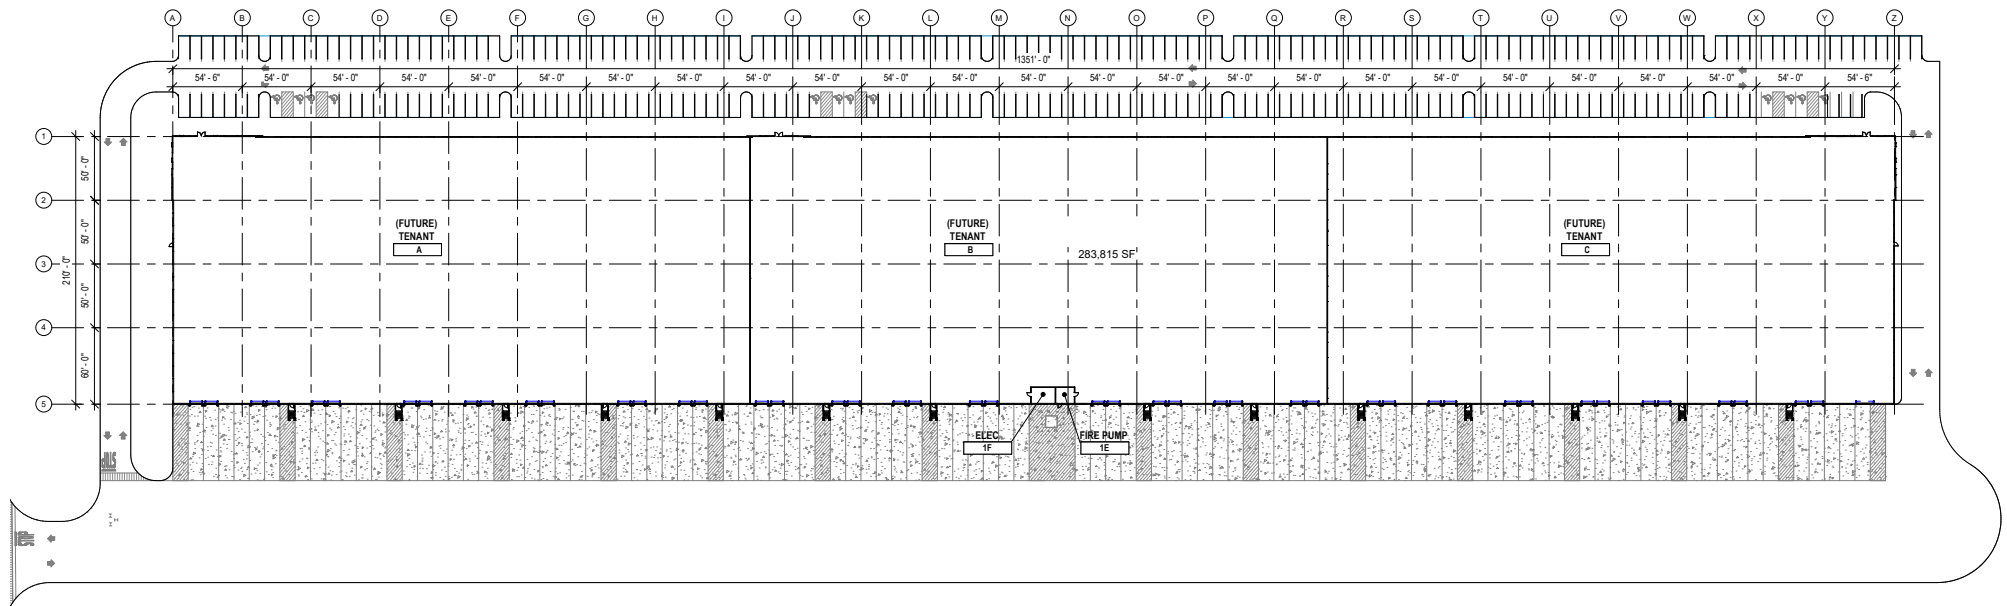 A B C D E F G H I J K L M N O P Q R S T U V W X Y Z
1351' - 0"
54' - 6" 54' - 0" 54' - 0" 54' - 0" 54' - 0" 54' - 0" 54' - 0" 54' - 0" 54' - 0" 54' - 0" 54' - 0" 54' - 0" 54' - 0" 54' - 0" 54' - 0" 54' - 0" 54' - 0" 54' - 0" 54' - 0" 54' - 0" 54' - 0" 54' - 0" 54' - 0" 54' - 0" 54' - 6"
1
50' - 0"
2
50' - 0"
210' - 0"
3
50' - 0"
4
60' - 0"
5
(FUTURE)
TENANT
A
(FUTURE)
TENANT
B
283,815 SF
(FUTURE)
TENANT
C
ELEC
1F
FIRE PUMP
1E
STOP
STOP